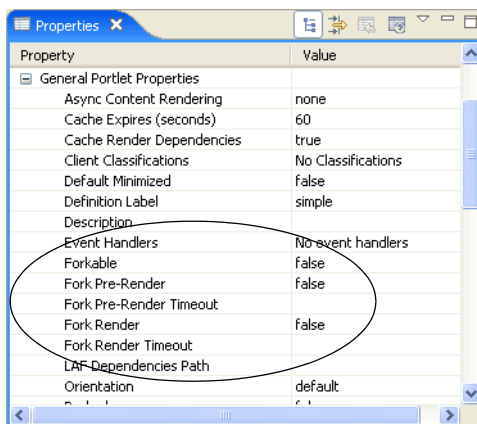 Properties
Property Value
General Portlet Properties
Async Content Rendering none
Cache Expires (seconds) 60
Cache Render Dependencies true
Client Classifications No Classifications
Default Minimized false
Definition Label simple
Description
Event Handlers No event handlers
Forkable false
Fork Pre-Render false
Fork Pre-Render Timeout
Fork Render false
Fork Render Timeout
LAF Dependencies Path
Orientation default